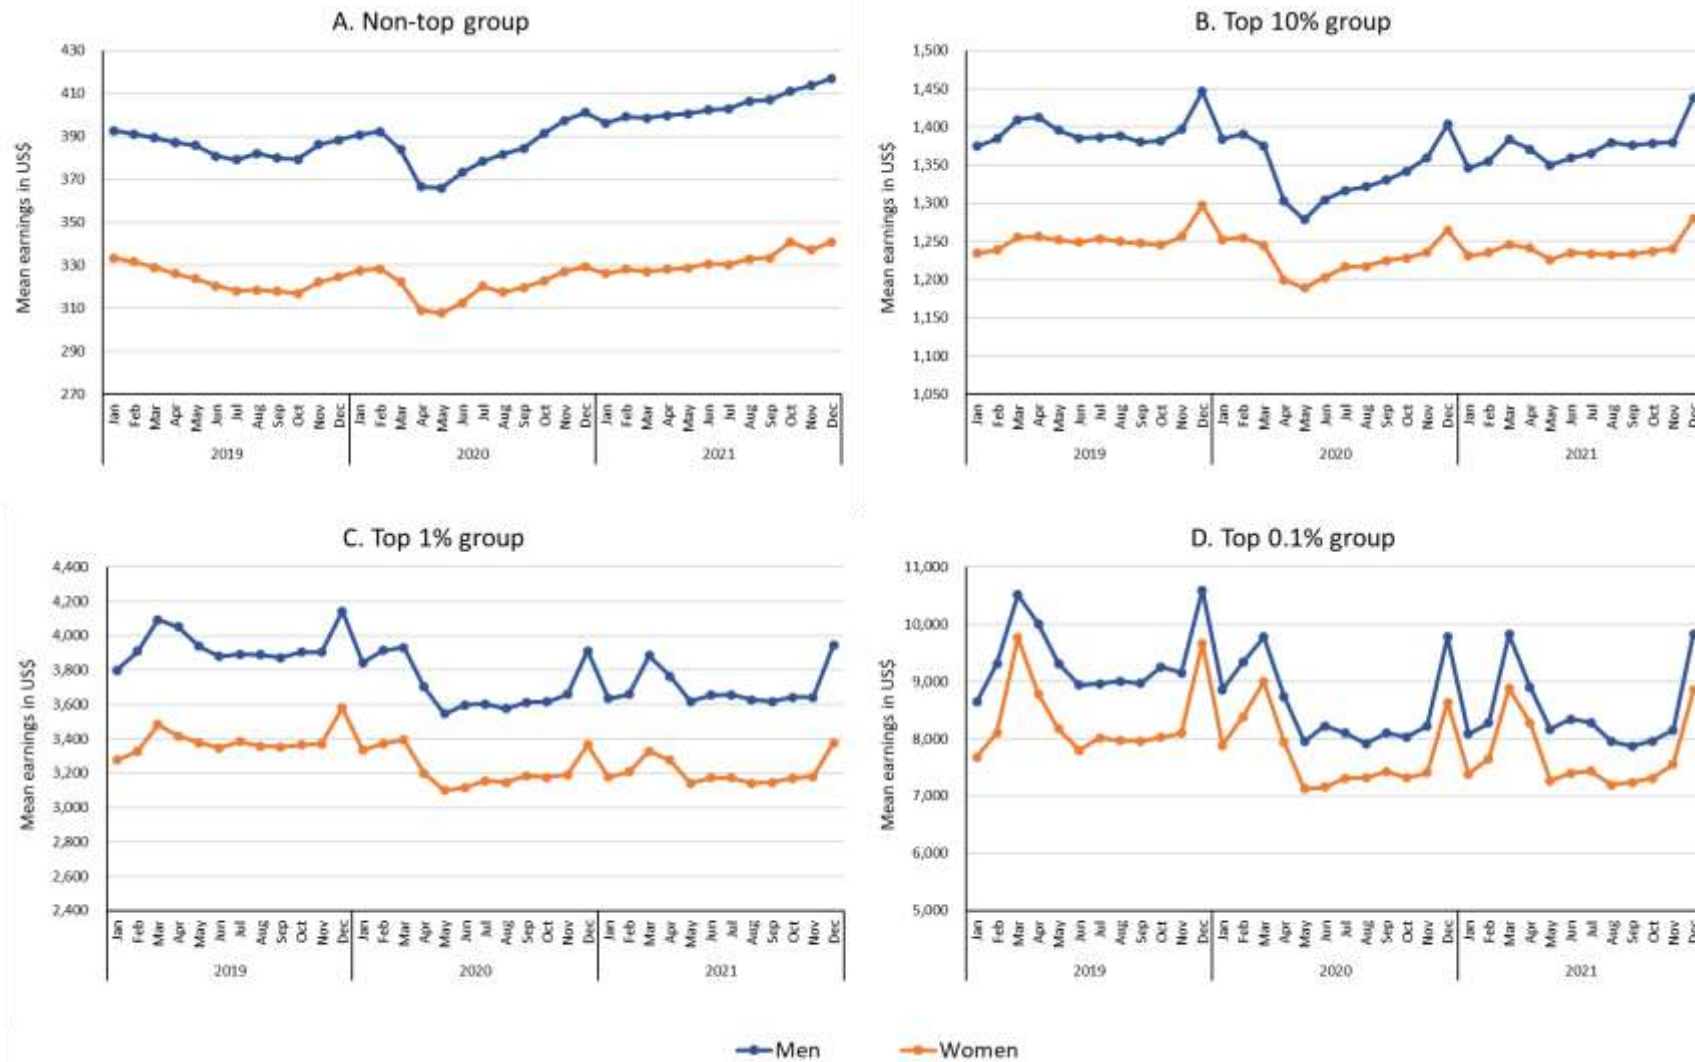 A. Non-top group
Mean earnings in US$
430
410
390
370
350
330
310
290
270
Jan Feb Mar Apr May Jun Jul Aug Sep Oct Nov Dec Jan Feb Mar Apr May Jun Jul Aug Sep Oct Nov Dec Jan Feb Mar Apr May Jun Jul Aug Sep Oct Nov Dec
2019 2020 2021
B. Top 10% group
Mean earnings in US$
1,500
1,450
1,400
1,350
1,300
1,250
1,200
1,150
1,100
1,050
Jan Feb Mar Apr May Jun Jul Aug Sep Oct Nov Dec Jan Feb Mar Apr May Jun Jul Aug Sep Oct Nov Dec Jan Feb Mar Apr May Jun Jul Aug Sep Oct Nov Dec
2019 2020 2021
C. Top 1% group
Mean earnings in US$
4,400
4,200
4,000
3,800
3,600
3,400
3,200
3,000
2,800
2,600
2,400
Jan Feb Mar Apr May Jun Jul Aug Sep Oct Nov Dec Jan Feb Mar Apr May Jun Jul Aug Sep Oct Nov Dec Jan Feb Mar Apr May Jun Jul Aug Sep Oct Nov Dec
2019 2020 2021
D. Top 0.1% group
Mean earnings in US$
11,000
10,000
9,000
8,000
7,000
6,000
5,000
Jan Feb Mar Apr May Jun Jul Aug Sep Oct Nov Dec Jan Feb Mar Apr May Jun Jul Aug Sep Oct Nov Dec Jan Feb Mar Apr May Jun Jul Aug Sep Oct Nov Dec
2019 2020 2021
Men Women